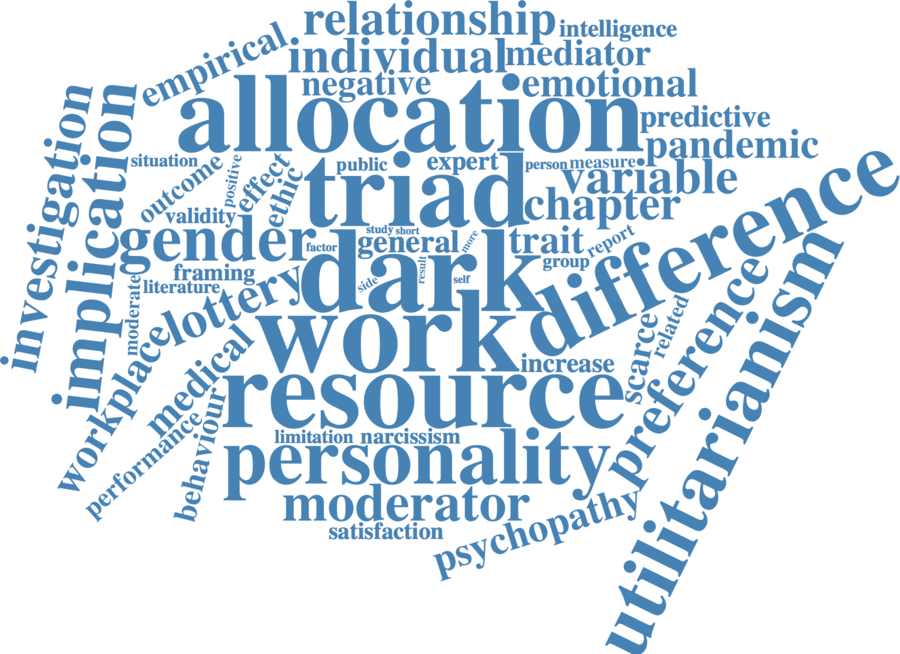 relationship
intelligence
individual
mediator
empirical
negative
emotional
allocation
predictive
pandemic
investigation
implication
situation
outcome
positive
effect
ethic
public
expert
person
measure
variable
triad
chapter
difference
validity
gender
factor
study
short
general
more
trait
report
group
framing
literature
moderate
lottery
dark
side
result
self
work
workplace
medical
increase
scarce
related
preference
utilitarianism
resource
performance
behaviour
limitation
narcissism
personality
moderator
satisfaction
psychopathy